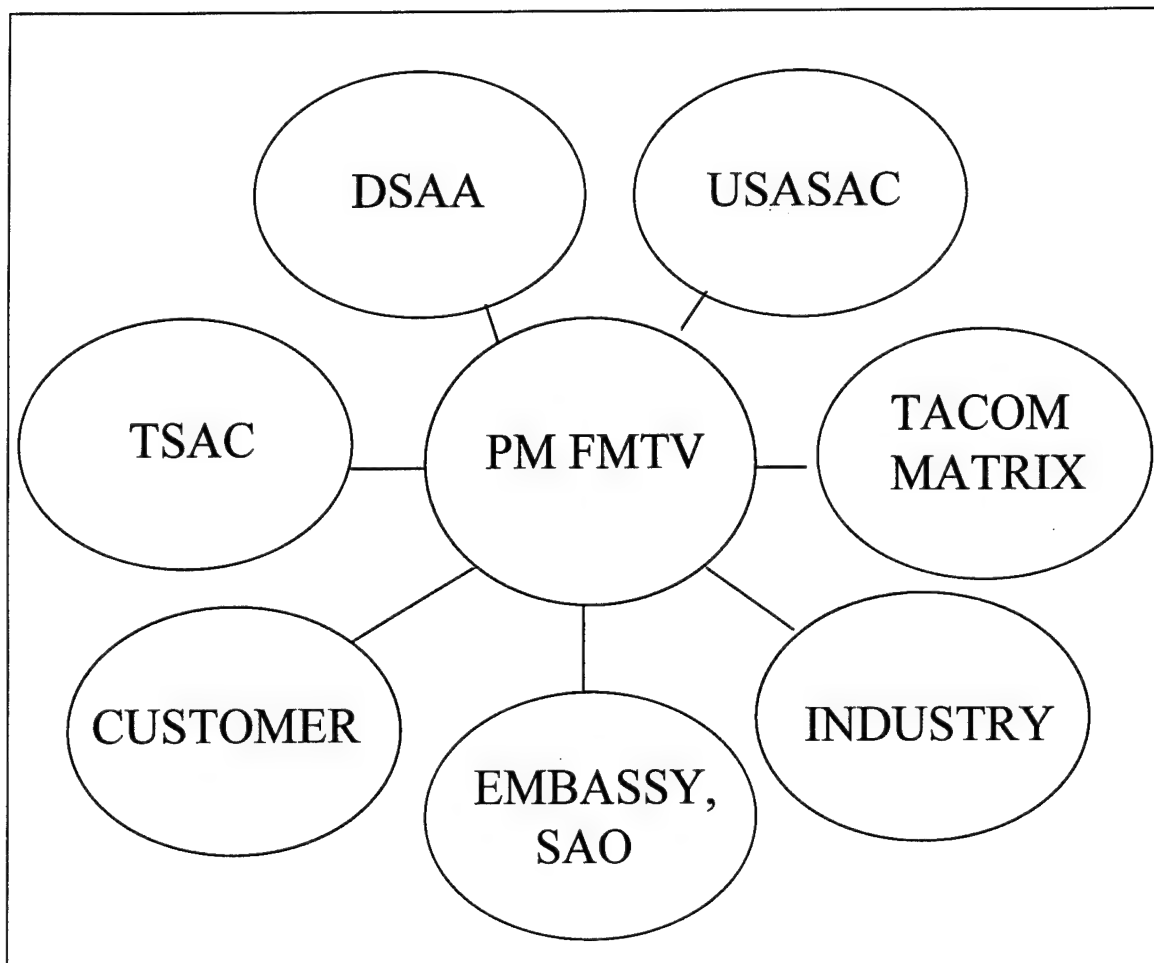 DSAA
USASAC
TSAC
PM FMTV
TACOM
MATRIX
CUSTOMER
INDUSTRY
EMBASSY,
SAO